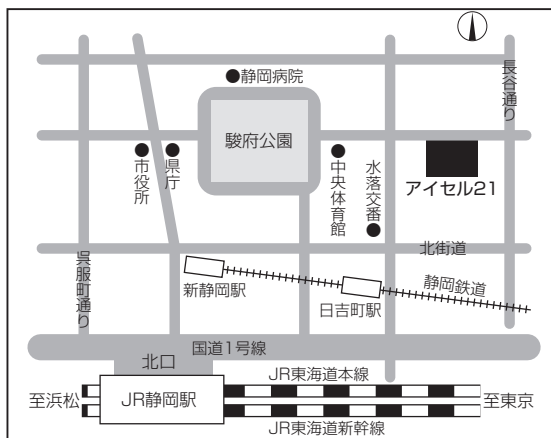 静岡病院
長谷通り
駿府公園
市役所
県庁
中央体育館
水落交番
アイセル21
呉服町通り
北街道
新静岡駅
静岡鉄道
日吉町駅
国道1号線
北口
JR東海道本線
至浜松
JR静岡駅
至東京
JR東海道新幹線